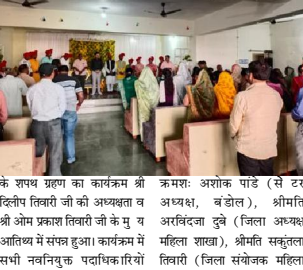 के शपथ ग्रहण का कार्यक्रम श्री
दिलीप तिवारी जी की अध्यक्षता व
श्री ओम प्रकाश तिवारी जी के मु य
आतिथ्य में संपन्न हुआ। कार्यक्रम में
सभी नवनियुक्त पदाधिकारियों
क्रमशः अशोक पांडे (से टर
अध्यक्ष, बंडोल), श्रीमति
अरविंजा दुबे (जिला अध्यक्ष
महिला शाखा), श्रीमति सकुंतल
तिवारी (जिला संयोजक महिल